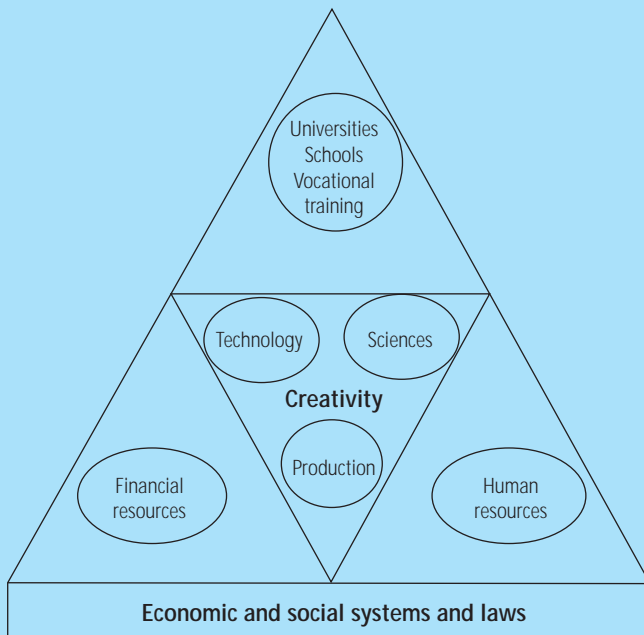 Universities
Schools
Vocational
training
Technology
Sciences
Creativity
Production
Financial
resources
Human
resources
Economic and social systems and laws